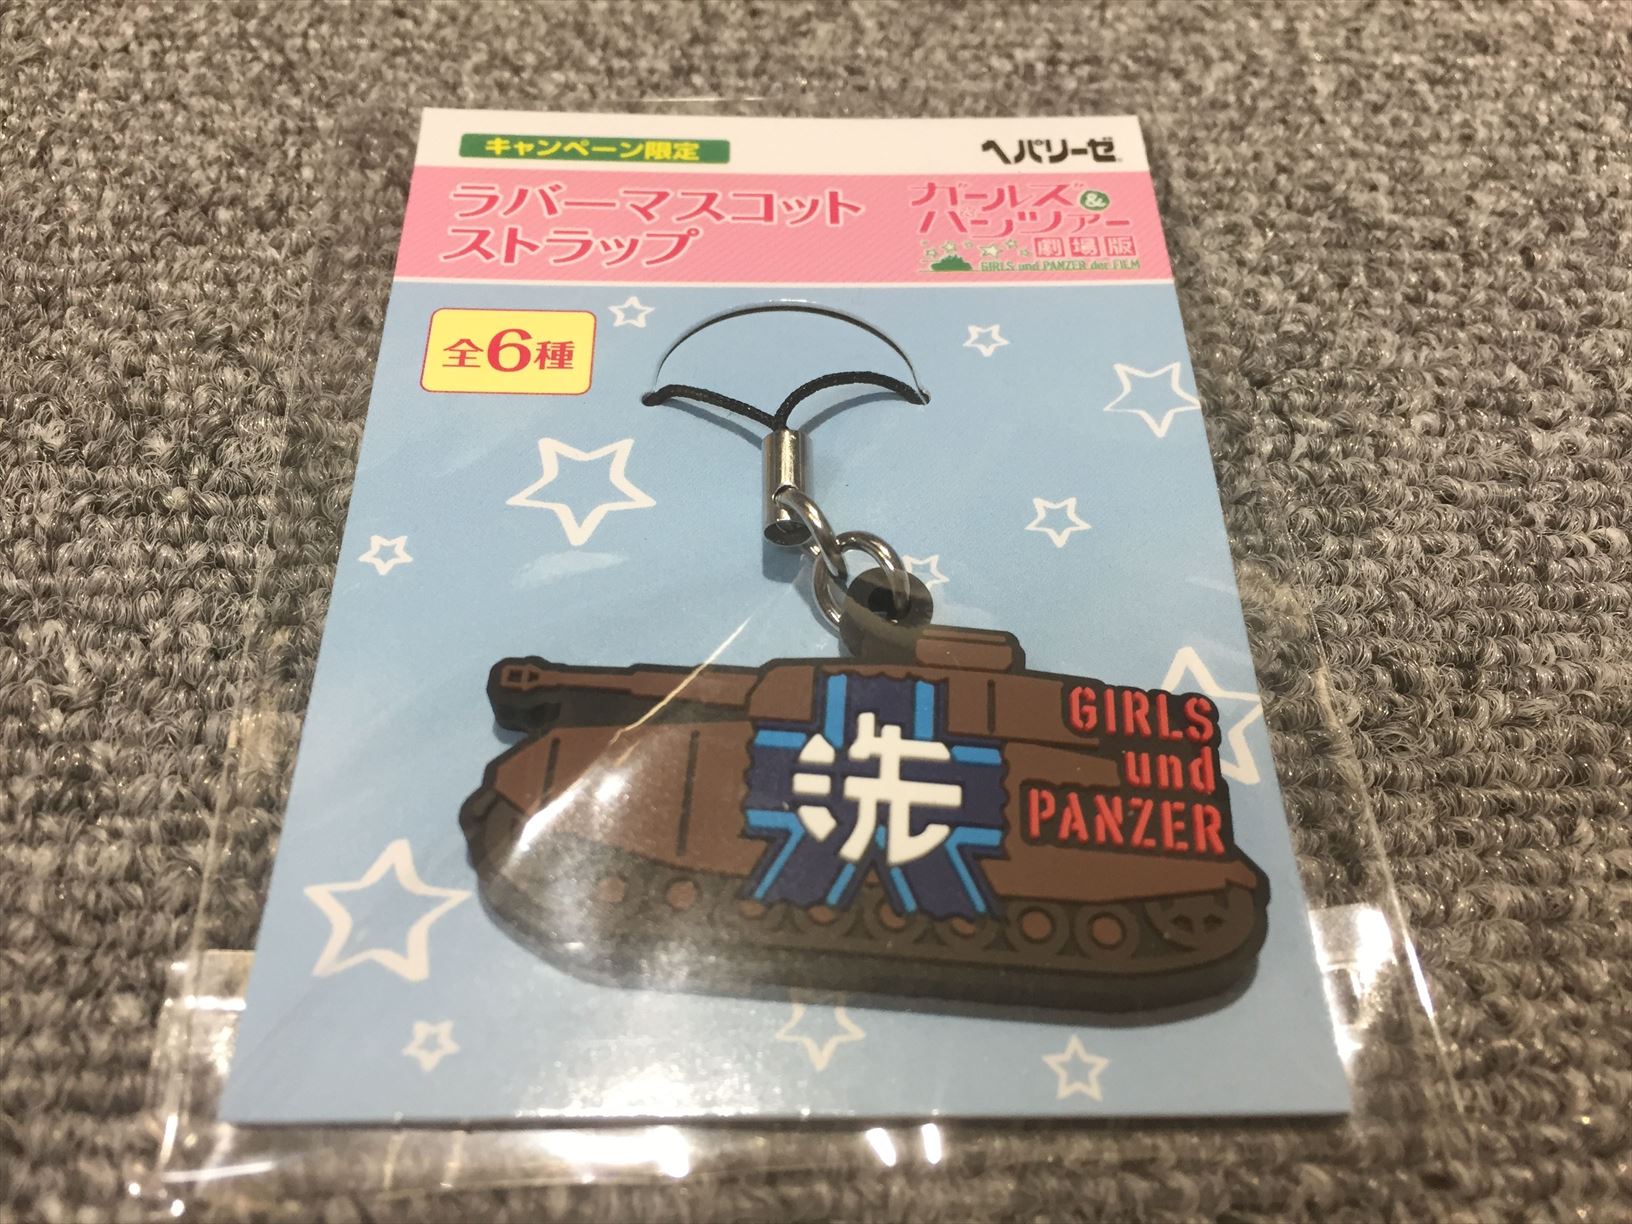 キャンペーン限定
ヘパリーゼ
ラバーマスコット
ストラップ
ガールズ&
パンツァー
劇場版
GIRLS und PANZER der FILM
全6種
洗
GIRLS
und
PANZER